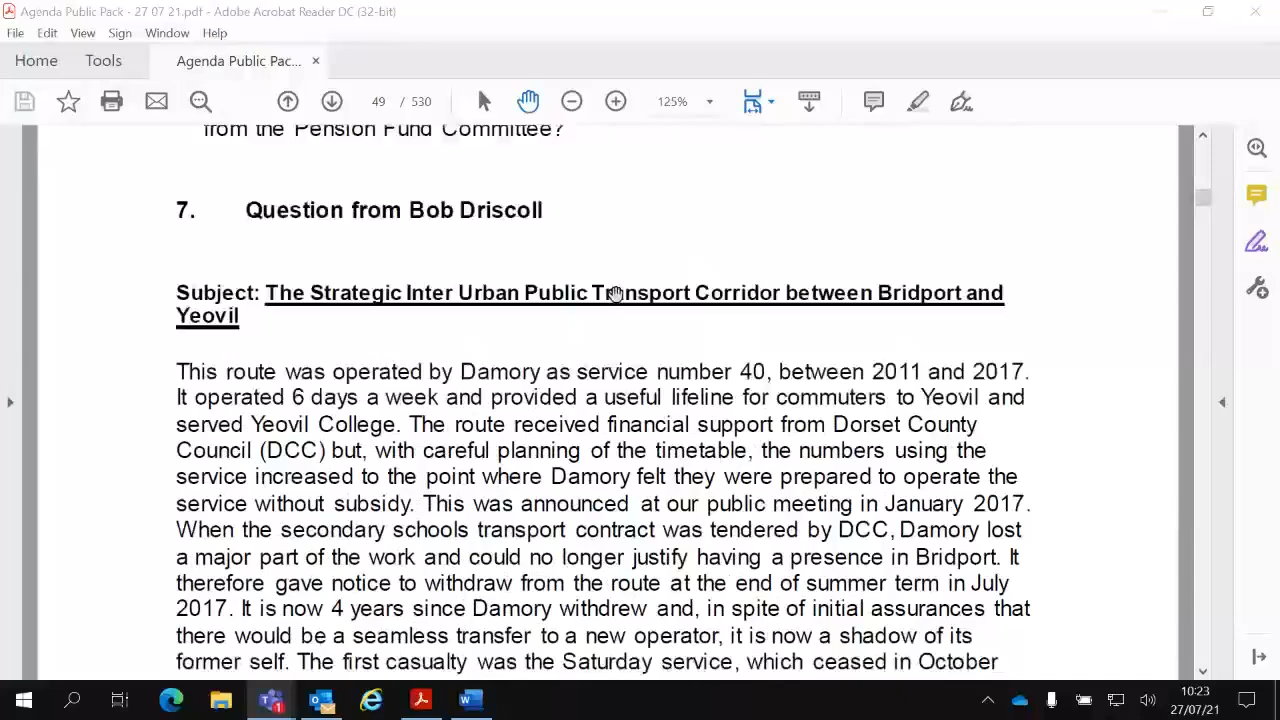 Agenda Public Pack - 27 07 21.pdf - Adobe Acrobat Reader DC (32-bit)
File Edit View Sign Window Help
Home Tools Agenda Public Pac... ×
49 / 530 125%
from the Pension Fund Committee?
7. Question from Bob Driscoll
Subject: The Strategic Inter Urban Public Transport Corridor between Bridport and
Yeovil
This route was operated by Damory as service number 40, between 2011 and 2017.
It operated 6 days a week and provided a useful lifeline for commuters to Yeovil and
served Yeovil College. The route received financial support from Dorset County
Council (DCC) but, with careful planning of the timetable, the numbers using the
service increased to the point where Damory felt they were prepared to operate the
service without subsidy. This was announced at our public meeting in January 2017.
When the secondary schools transport contract was tendered by DCC, Damory lost
a major part of the work and could no longer justify having a presence in Bridport. It
therefore gave notice to withdraw from the route at the end of summer term in July
2017. It is now 4 years since Damory withdrew and, in spite of initial assurances that
there would be a seamless transfer to a new operator, it is now a shadow of its
former self. The first casualty was the Saturday service, which ceased in October
10:23
27/07/21